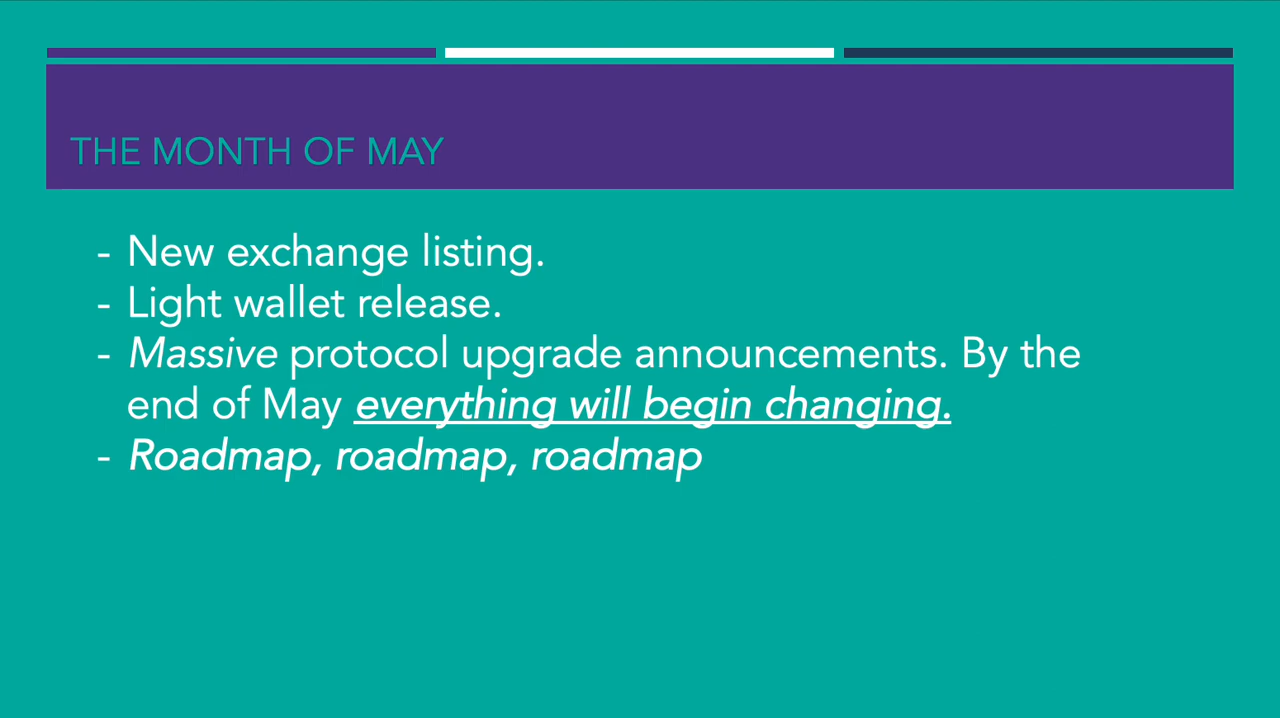 THE MONTH OF MAY
- New exchange listing.
- Light wallet release.
- Massive protocol upgrade announcements. By the
end of May everything will begin changing.
- Roadmap, roadmap, roadmap